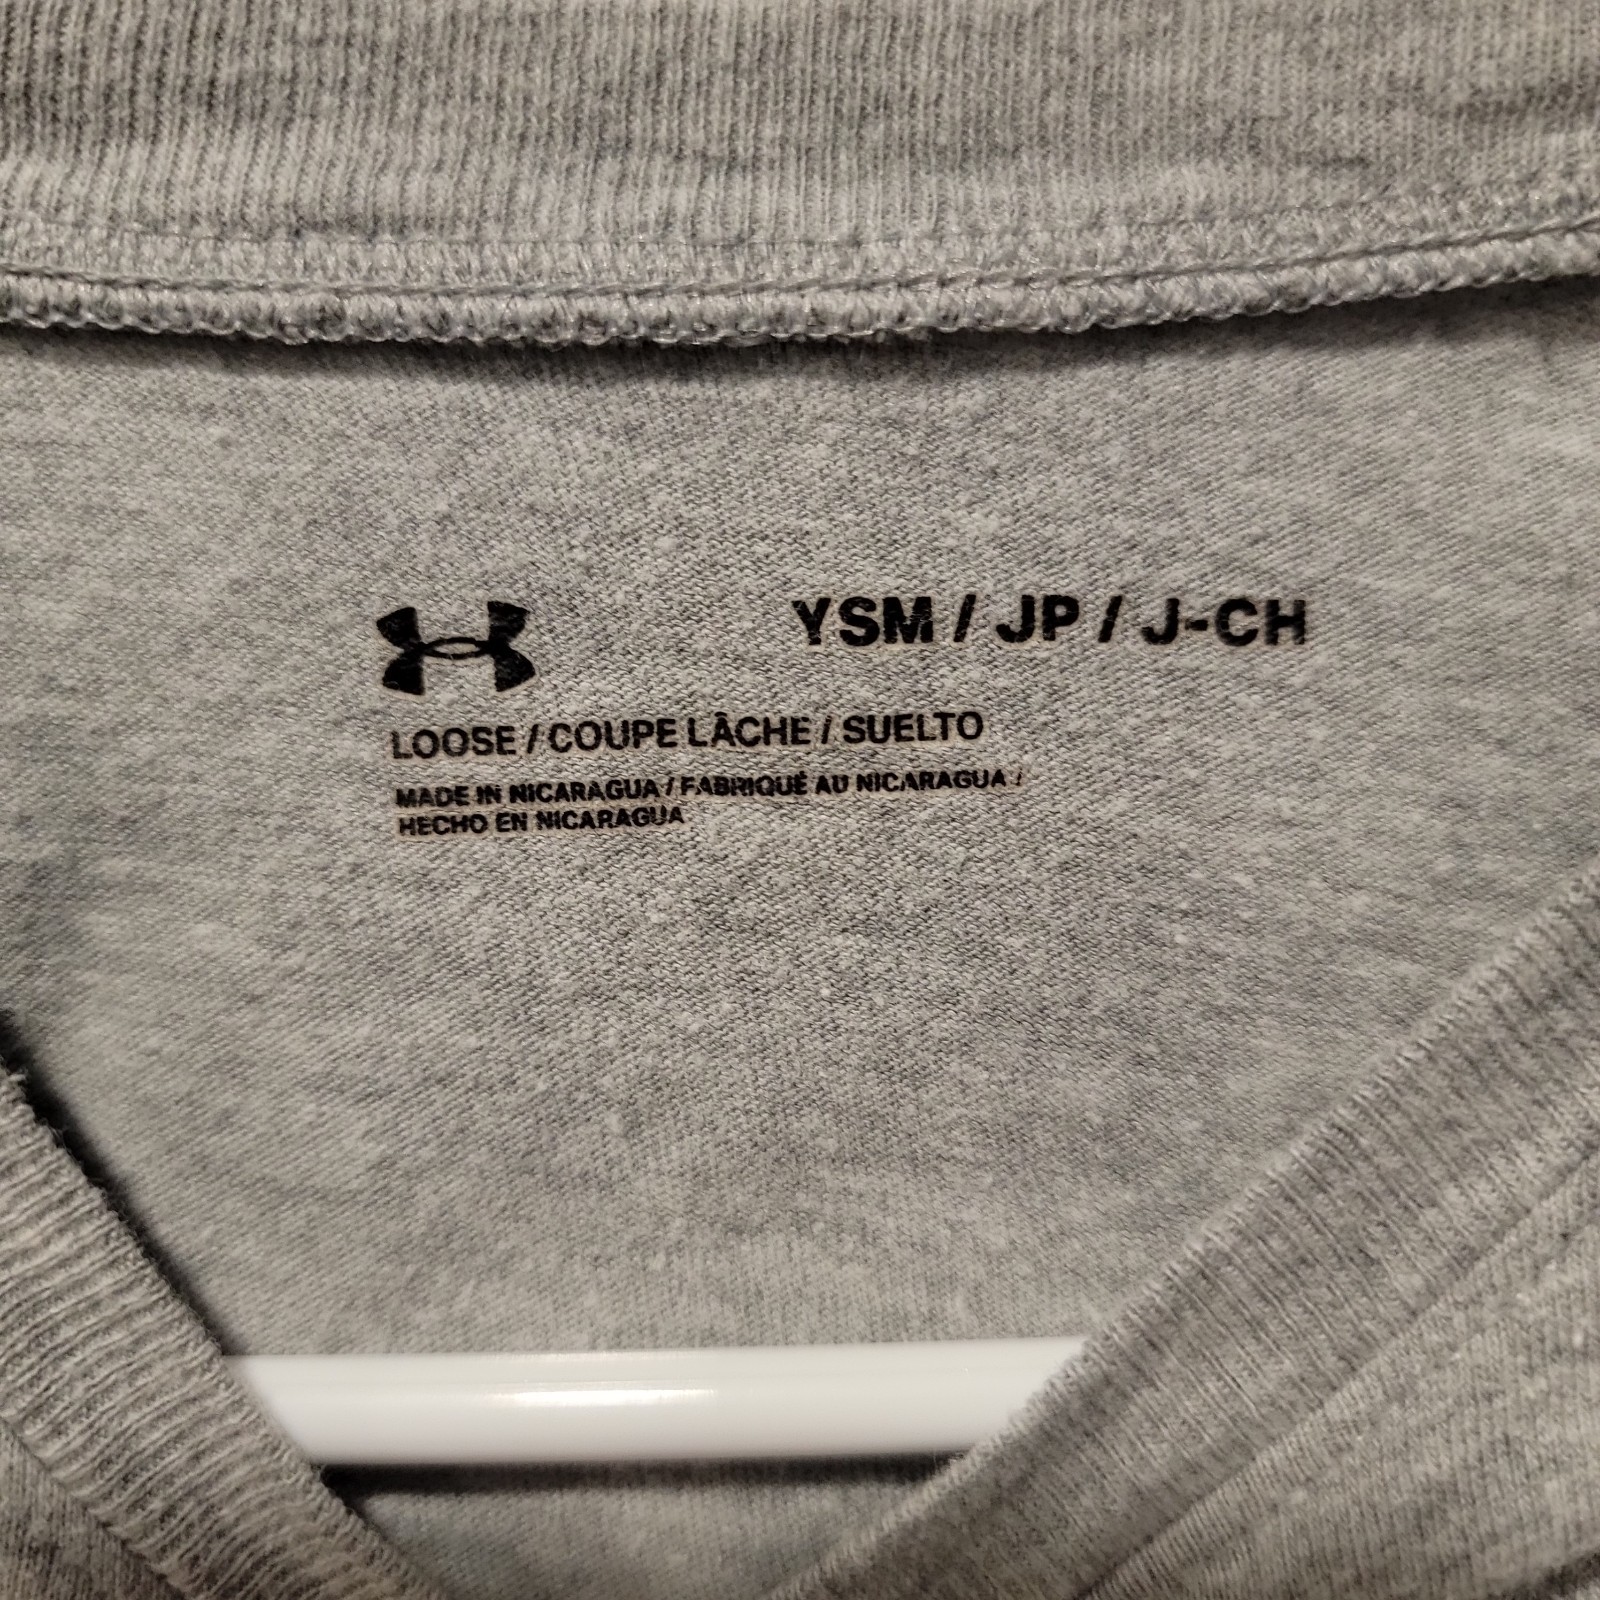 YSM / JP / J-CH
LOOSE / COUPE LÂCHE / SUELTO
MADE IN NICARAGUA / FABRIQUÉ AU NICARAGUA /
HECHO EN NICARAGUA